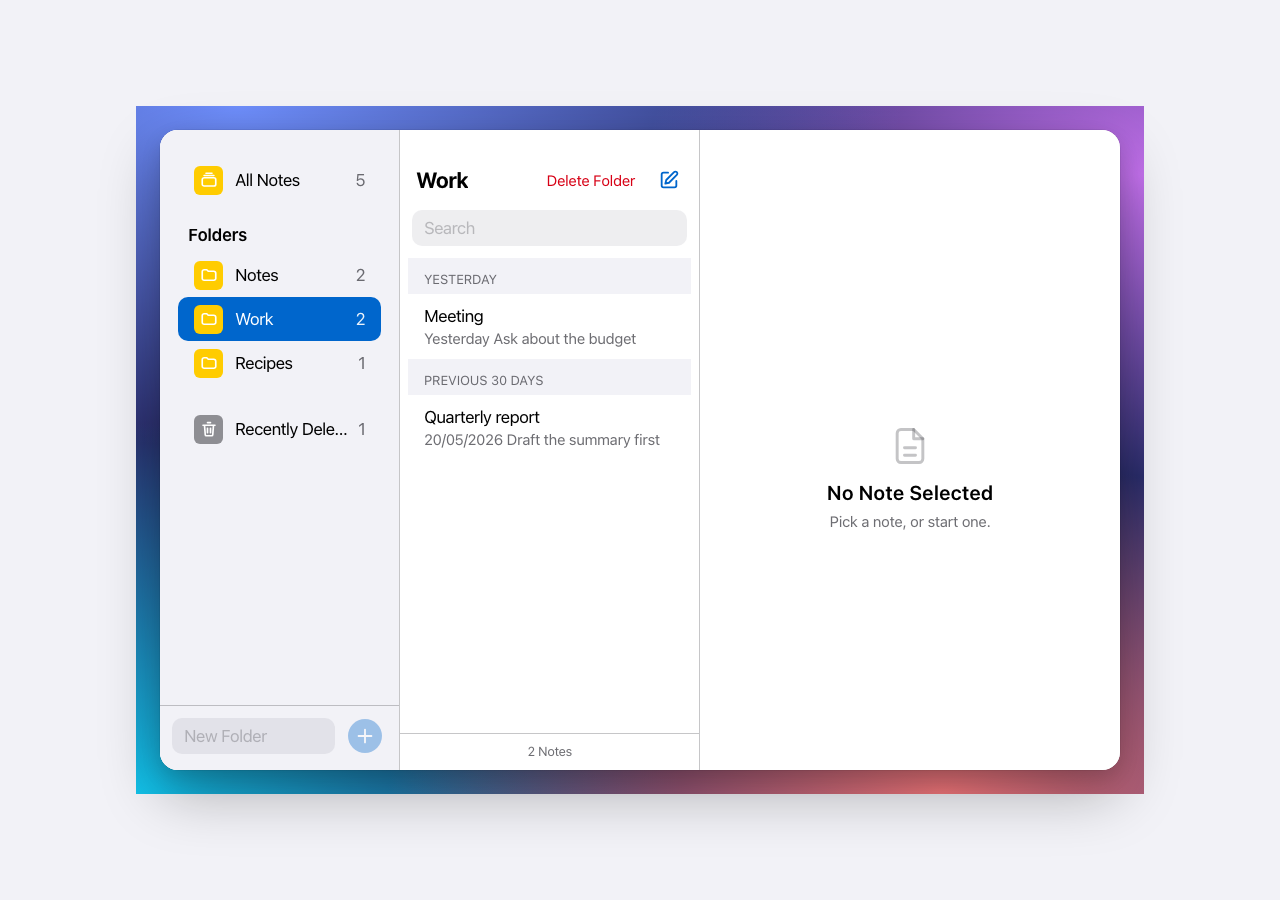 All Notes 5
Folders
Notes 2
Work 2
Recipes 1
Recently Dele... 1
New Folder
Work Delete Folder
Search
YESTERDAY
Meeting
Yesterday Ask about the budget
PREVIOUS 30 DAYS
Quarterly report
20/05/2026 Draft the summary first
2 Notes
No Note Selected
Pick a note, or start one.